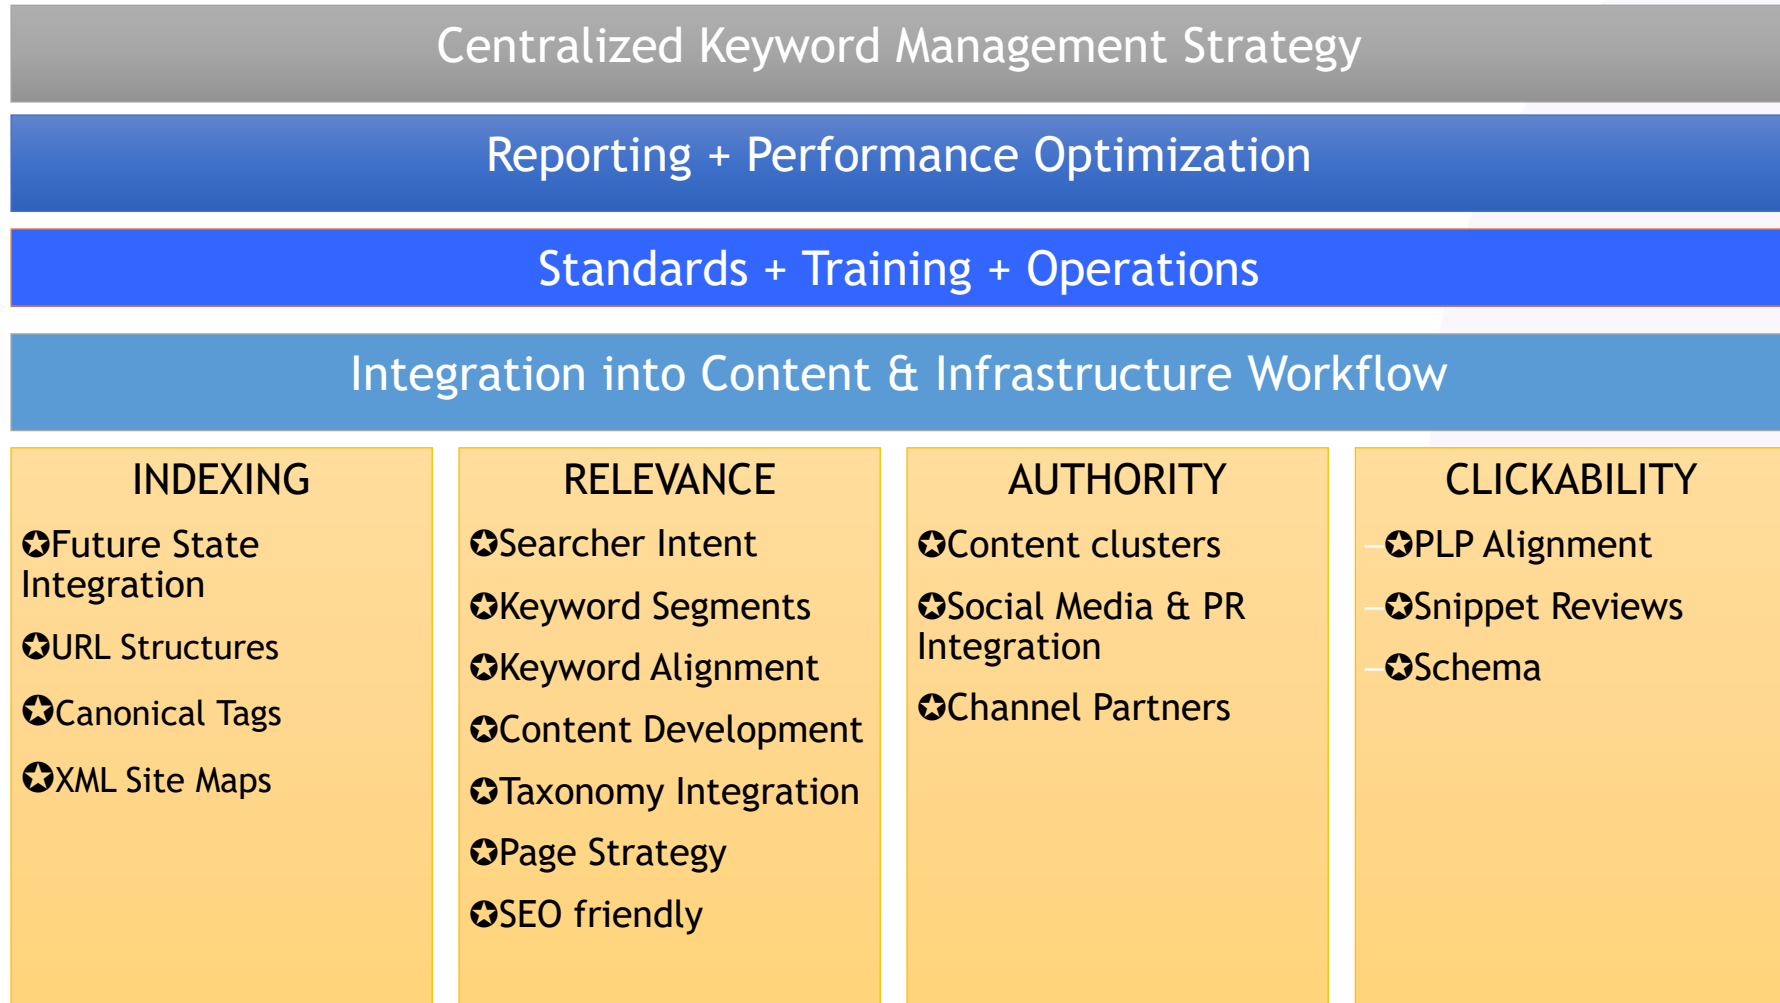 Centralized Keyword Management Strategy
Reporting + Performance Optimization
Standards + Training + Operations
Integration into Content & Infrastructure Workflow
INDEXING
✪Future State
Integration
✪URL Structures
✪Canonical Tags
✪XML Site Maps
RELEVANCE
✪Searcher Intent
✪Keyword Segments
✪Keyword Alignment
✪Content Development
✪Taxonomy Integration
✪Page Strategy
✪SEO friendly
AUTHORITY
✪Content clusters
✪Social Media & PR
Integration
✪Channel Partners
CLICKABILITY
–✪PLP Alignment
–✪Snippet Reviews
–✪Schema